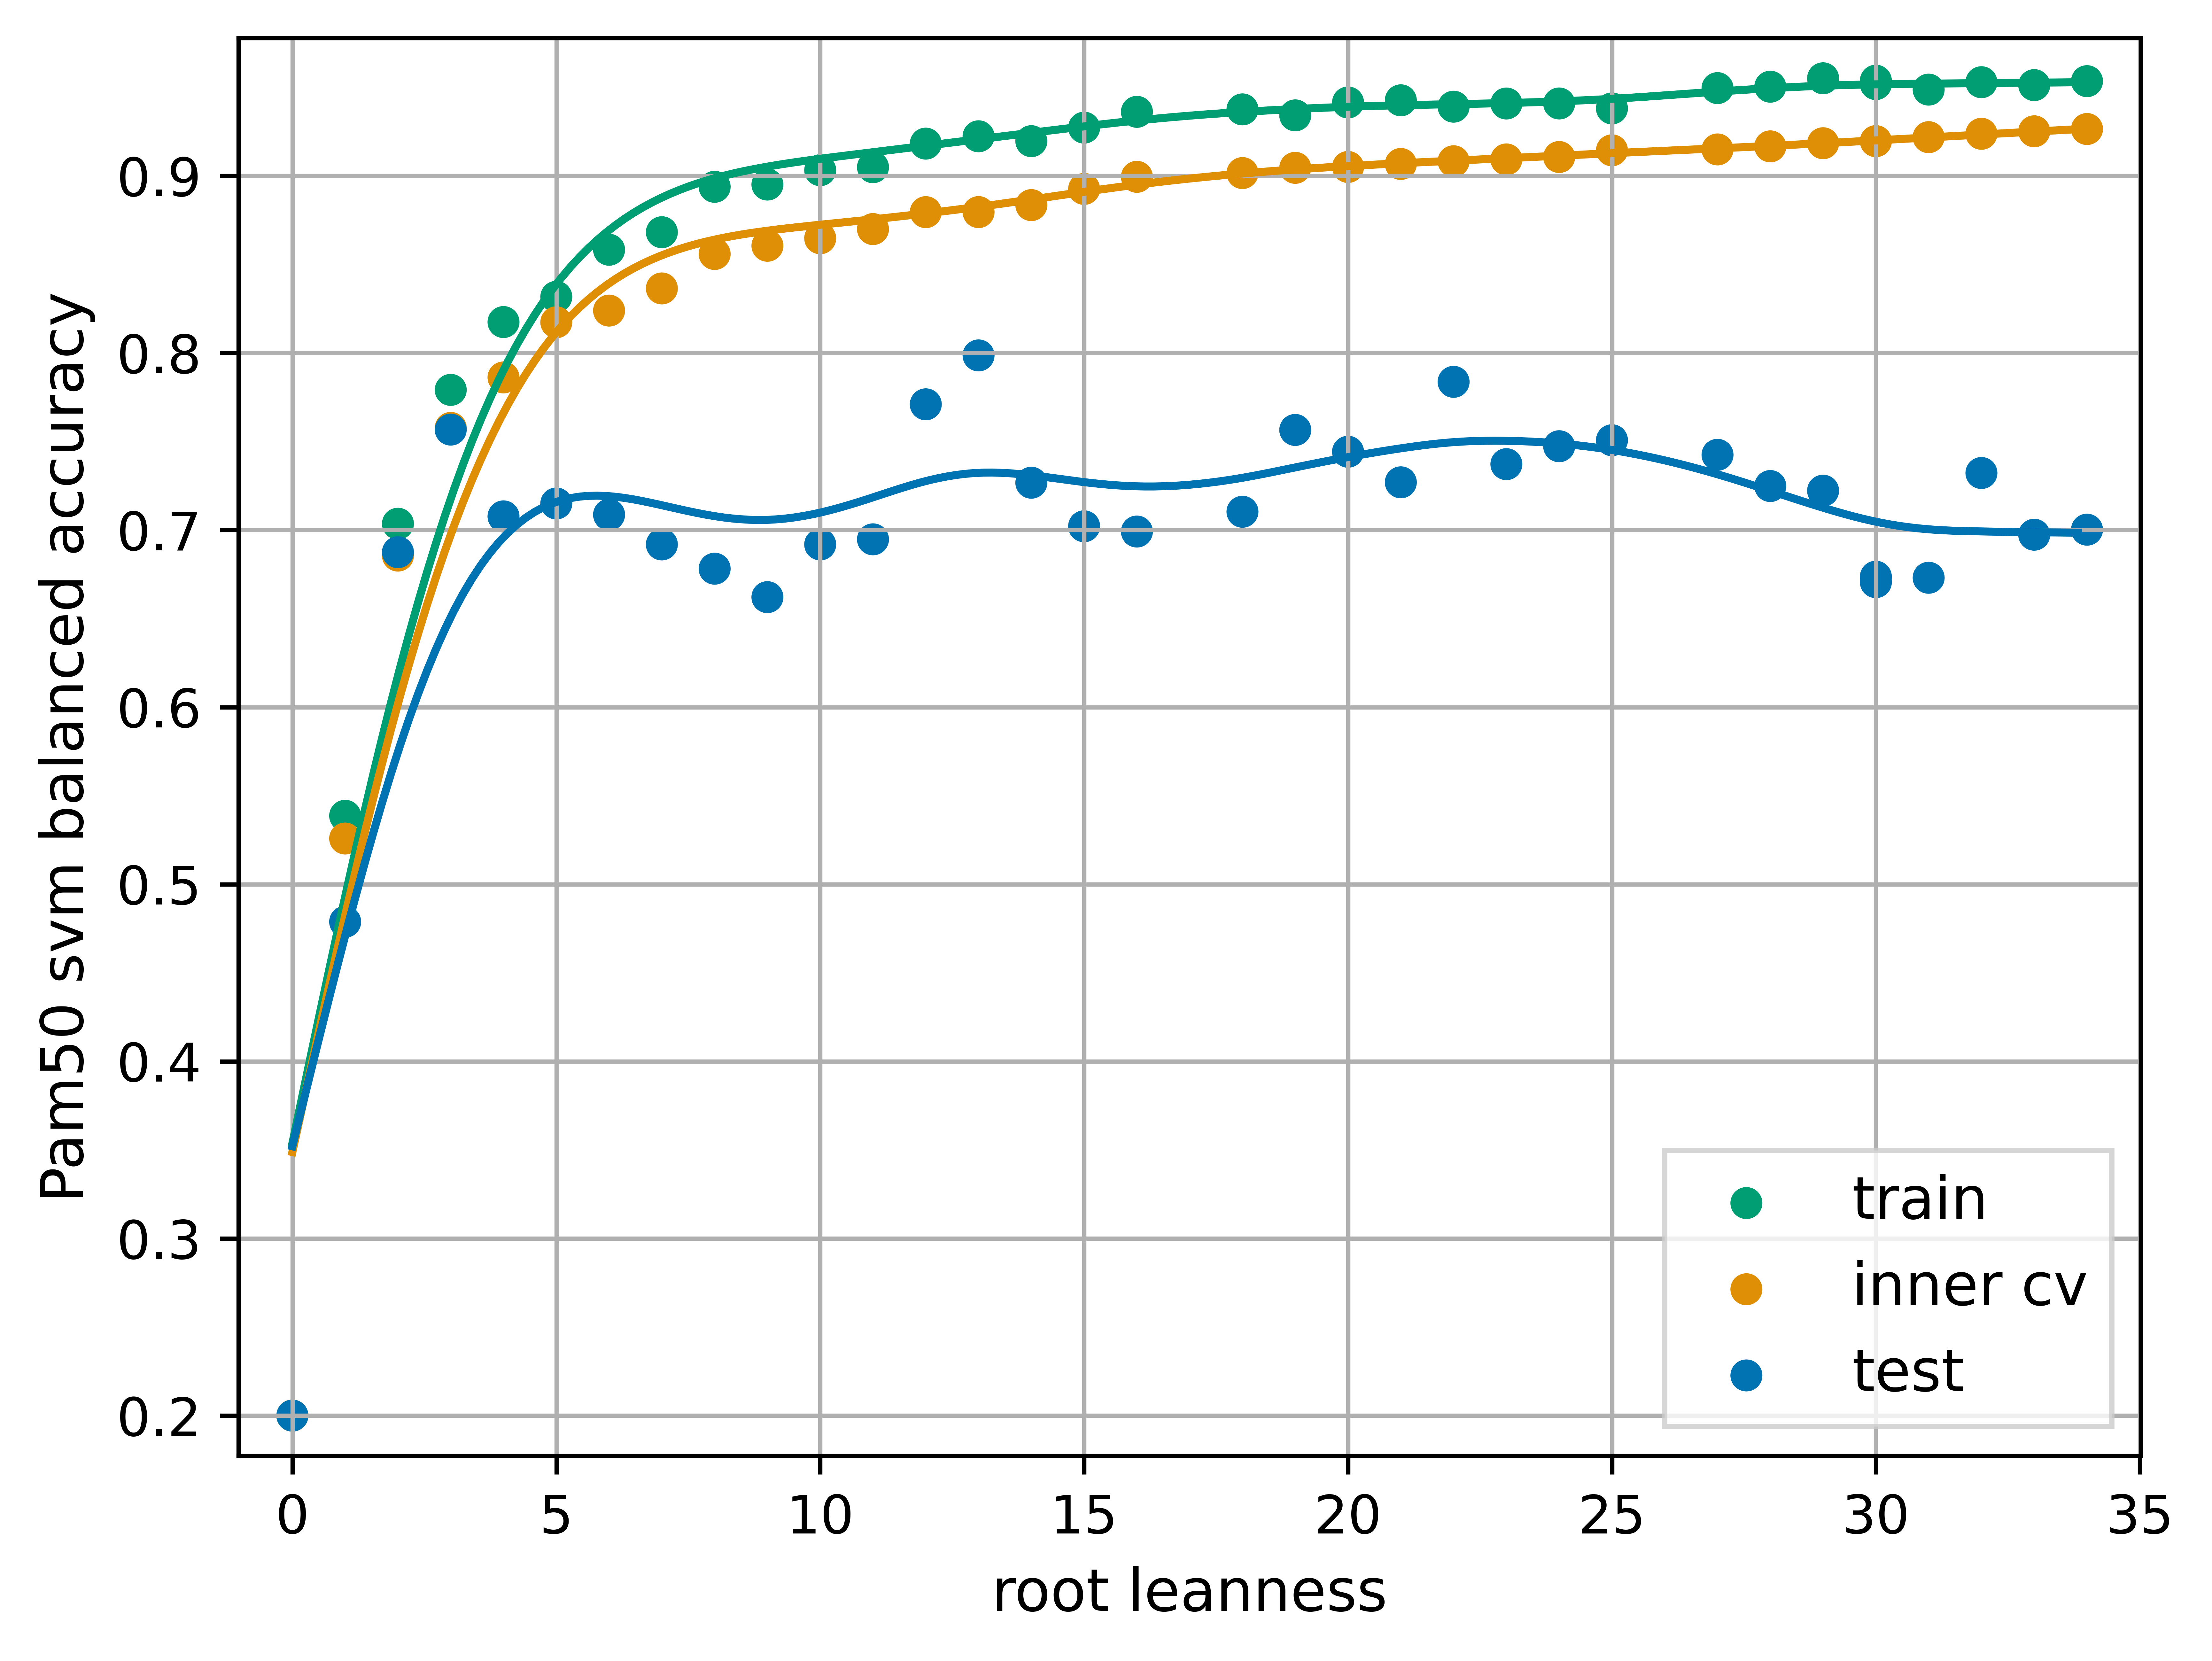 Pam50 svm balanced accuracy
0.9
0.8
0.7
0.6
0.5
0.4
0.3
0.2
0 5 10 15 20 25 30 35
root leanness
train
inner cv
test